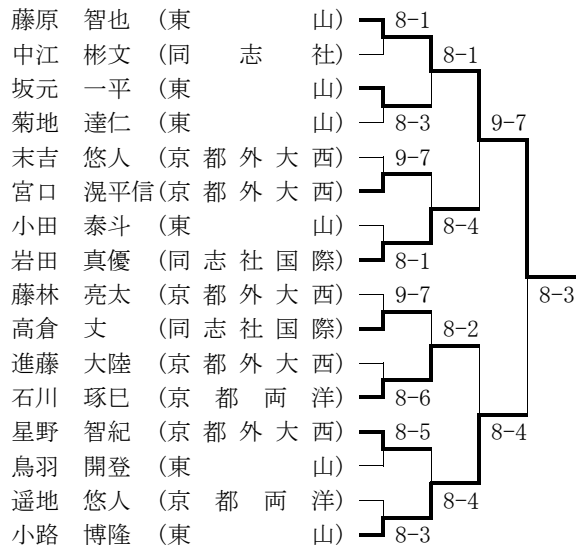 藤原 智也 (東山) 8-1
中江 彬文 (同志社) 8-1
坂元 一平 (東山)
菊地 達仁 (東山) 8-3 9-7
末吉 悠人 (京都外大西) 9-7
宮口 滉平信(京都外大西)
小田 泰斗 (東山) 8-4
岩田 真優 (同志社国際) 8-1 8-3
藤林 亮太 (京都外大西) 9-7
高倉 丈 (同志社国際) 8-2
進藤 大陸 (京都外大西)
石川 琢巳 (京都両洋) 8-6
星野 智紀 (京都外大西) 8-5 8-4
鳥羽 開登 (東山)
遥地 悠人 (京都両洋) 8-4
小路 博隆 (東山) 8-3